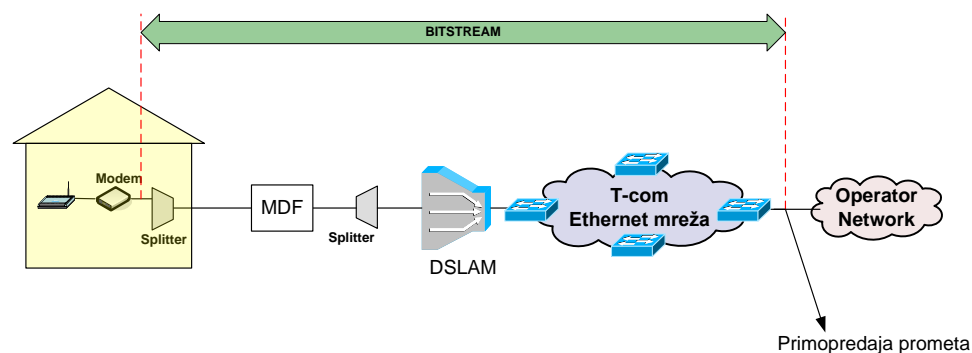 BITSTREAM
Modem
Splitter
MDF
Splitter
DSLAM
T-com
Ethernet mreža
Operator
Network
Primopredaja prometa